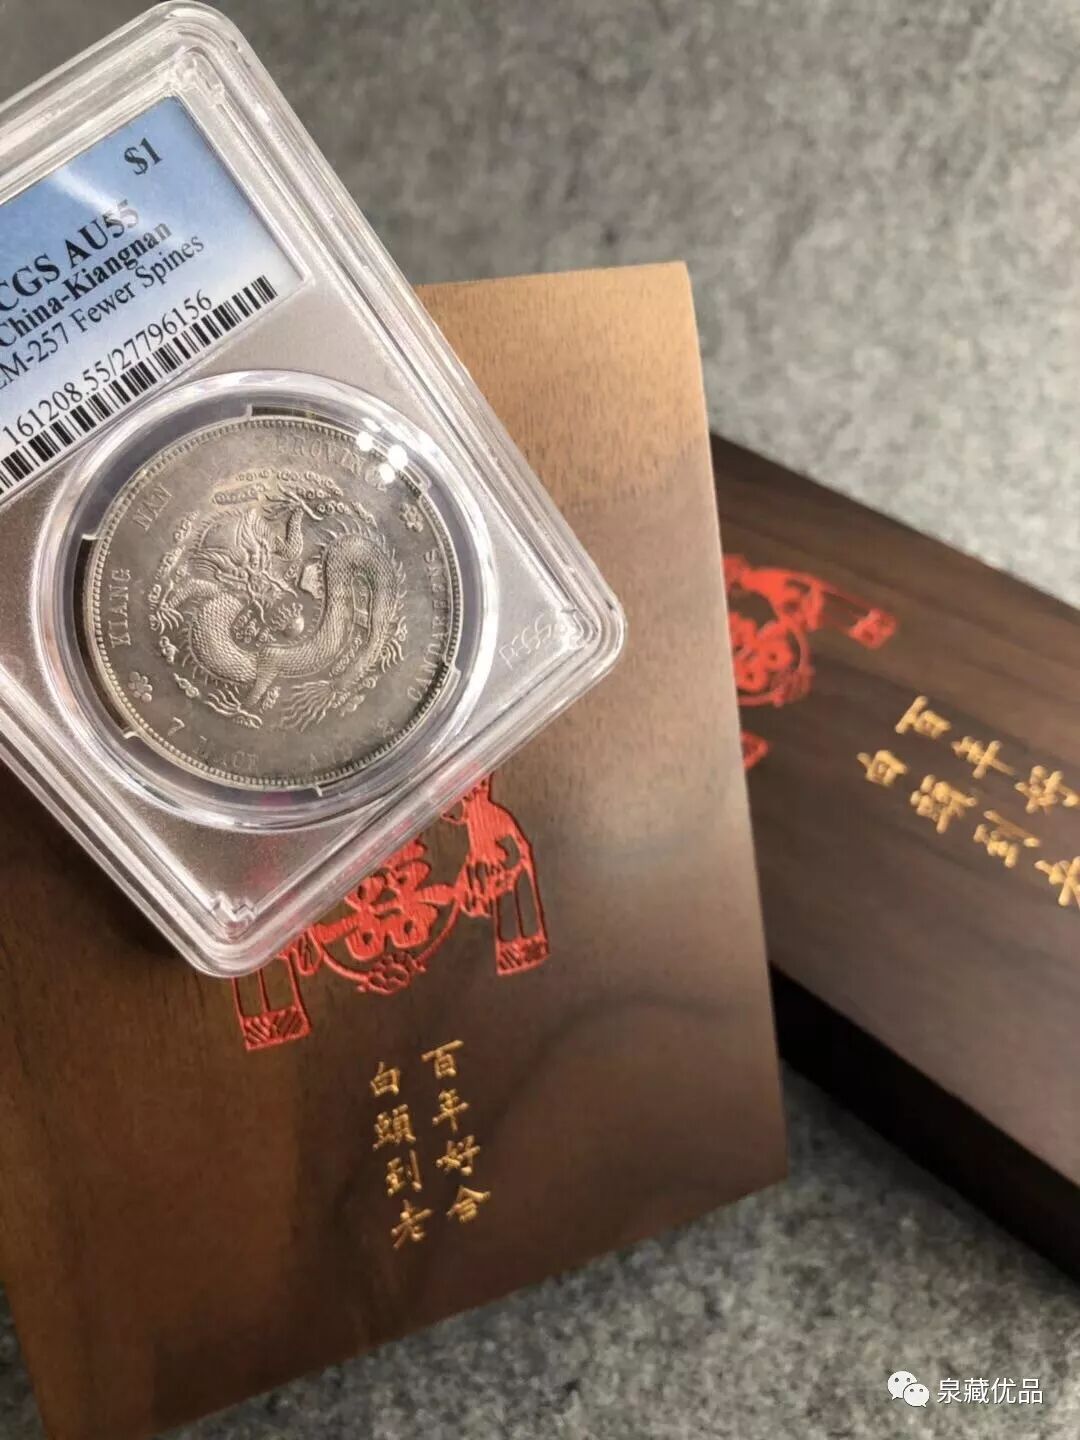 $1
CGS AU55
China-Kiangnan
LM-257 Fewer Spines
161208.55/27796156
KIANG NAN PROVINCE
7 MACE AND 2 CANDAREENS
百年好合
白頭到老
百年好
白頭到老
泉藏优品